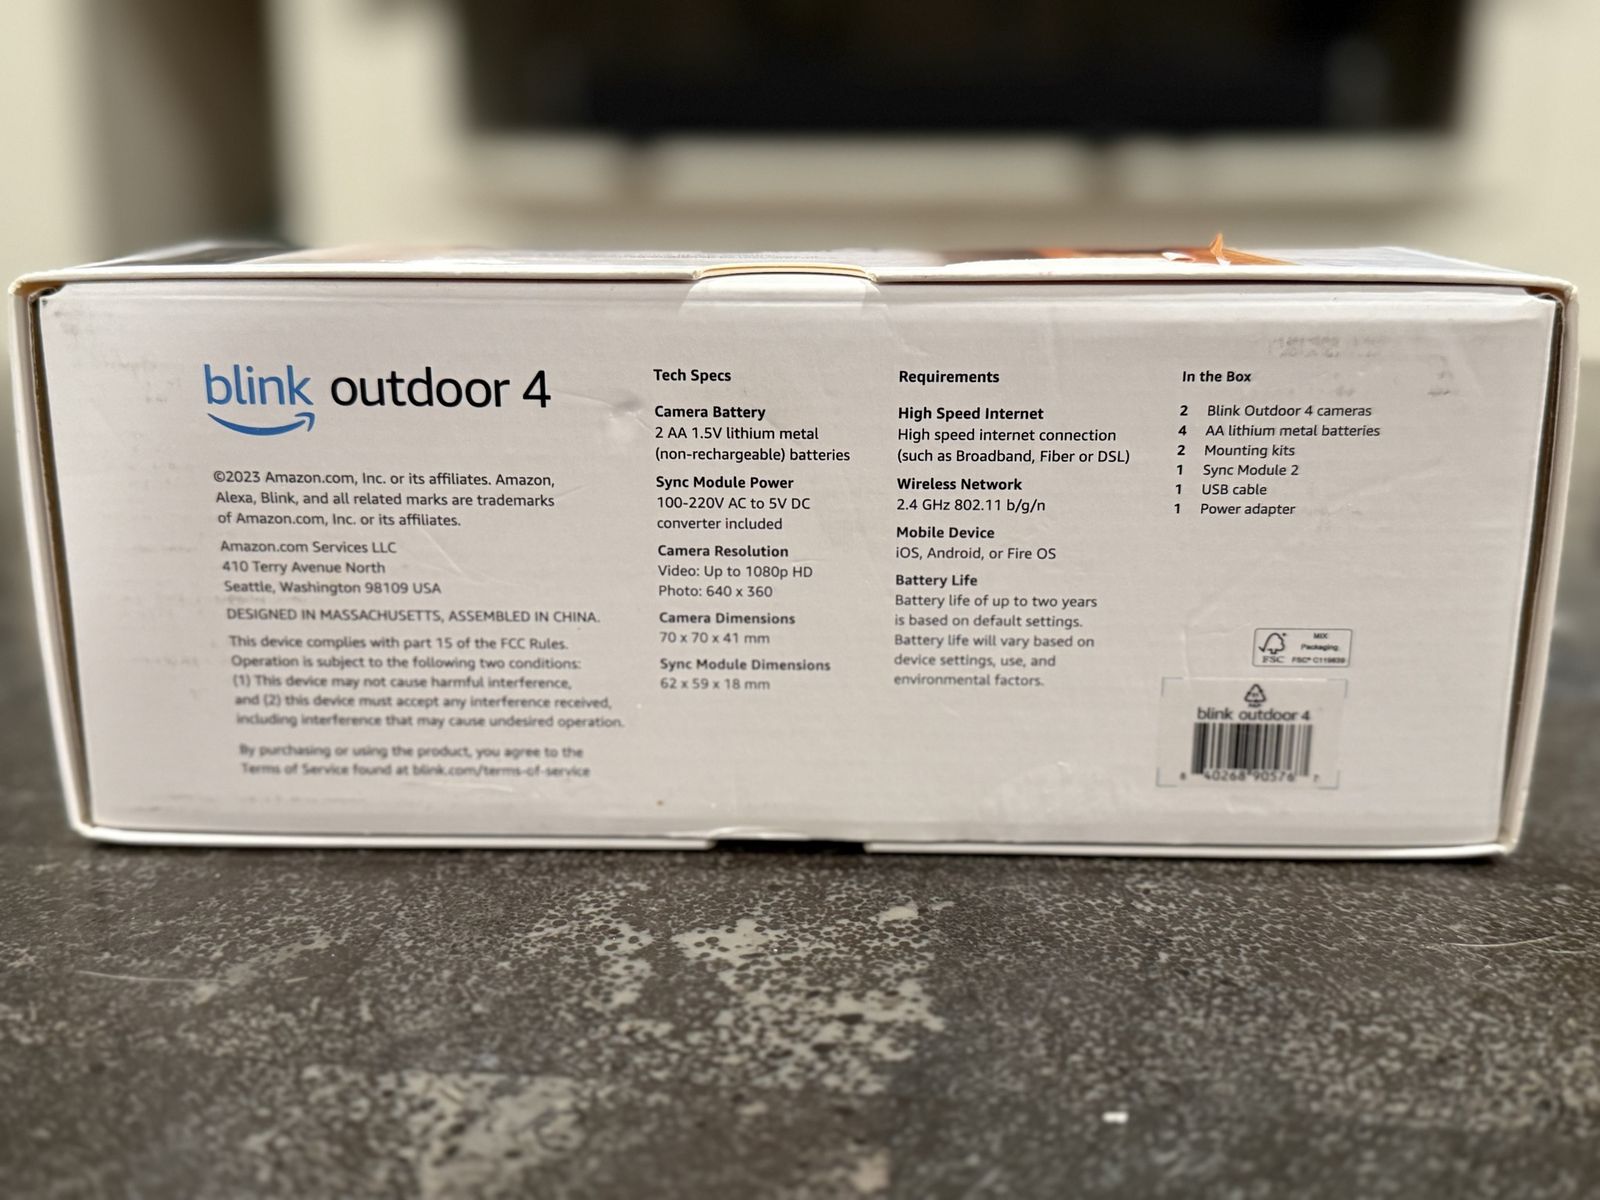 blink outdoor 4
©2023 Amazon.com, Inc. or its affiliates. Amazon,
Alexa, Blink, and all related marks are trademarks
of Amazon.com, Inc. or its affiliates.
Amazon.com Services LLC
410 Terry Avenue North
Seattle, Washington 98109 USA
DESIGNED IN MASSACHUSETTS, ASSEMBLED IN CHINA.
This device complies with part 15 of the FCC Rules.
Operation is subject to the following two conditions:
(1) This device may not cause harmful interference,
and (2) this device must accept any interference received,
including interference that may cause undesired operation.
By purchasing or using the product, you agree to the
Terms of Service found at blink.com/terms-of-service
Tech Specs
Camera Battery
2 AA 1.5V lithium metal
(non-rechargeable) batteries
Sync Module Power
100-220V AC to 5V DC
converter included
Camera Resolution
Video: Up to 1080p HD
Photo: 640 x 360
Camera Dimensions
70 x 70 x 41 mm
Sync Module Dimensions
62 x 59 x 18 mm
Requirements
High Speed Internet
High speed internet connection
(such as Broadband, Fiber or DSL)
Wireless Network
2.4 GHz 802.11 b/g/n
Mobile Device
iOS, Android, or Fire OS
Battery Life
Battery life of up to two years
is based on default settings.
Battery life will vary based on
device settings, use, and
environmental factors.
In the Box
2 Blink Outdoor 4 cameras
4 AA lithium metal batteries
2 Mounting kits
1 Sync Module 2
1 USB cable
1 Power adapter
FSC
MIX
Packaging
FSC® C119839
blink outdoor 4
40268 90576